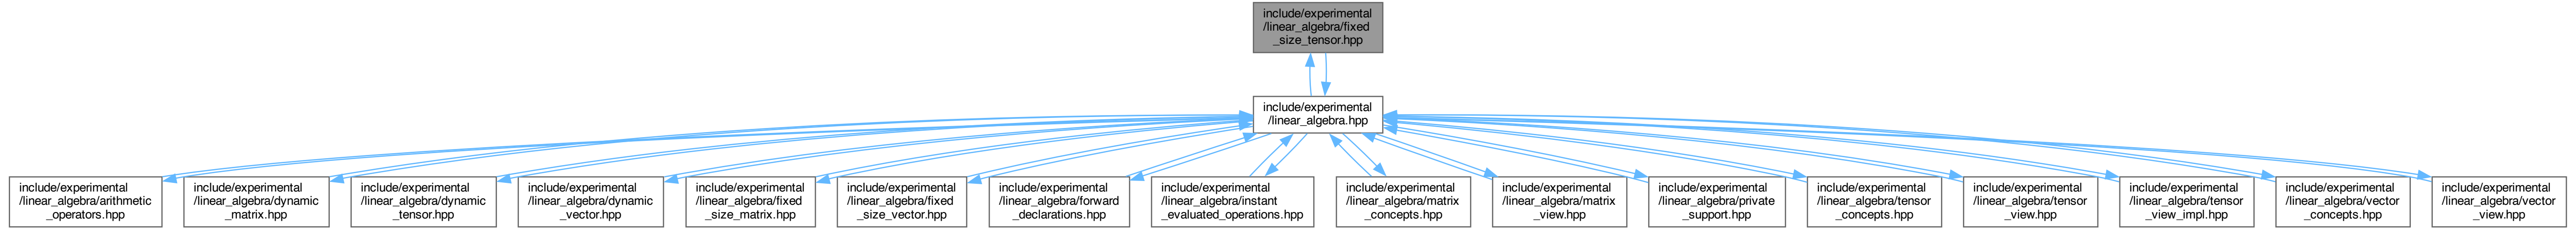 include/experimental
/linear_algebra/fixed
_size_tensor.hpp
include/experimental
/linear_algebra.hpp
include/experimental
/linear_algebra/arithmetic
_operators.hpp
include/experimental
/linear_algebra/dynamic
_matrix.hpp
include/experimental
/linear_algebra/dynamic
_tensor.hpp
include/experimental
/linear_algebra/dynamic
_vector.hpp
include/experimental
/linear_algebra/fixed
_size_matrix.hpp
include/experimental
/linear_algebra/fixed
_size_vector.hpp
include/experimental
/linear_algebra/forward
_declarations.hpp
include/experimental
/linear_algebra/instant
_evaluated_operations.hpp
include/experimental
/linear_algebra/matrix
_concepts.hpp
include/experimental
/linear_algebra/matrix
_view.hpp
include/experimental
/linear_algebra/private
_support.hpp
include/experimental
/linear_algebra/tensor
_concepts.hpp
include/experimental
/linear_algebra/tensor
_view.hpp
include/experimental
/linear_algebra/tensor
_view_impl.hpp
include/experimental
/linear_algebra/vector
_concepts.hpp
include/experimental
/linear_algebra/vector
_view.hpp